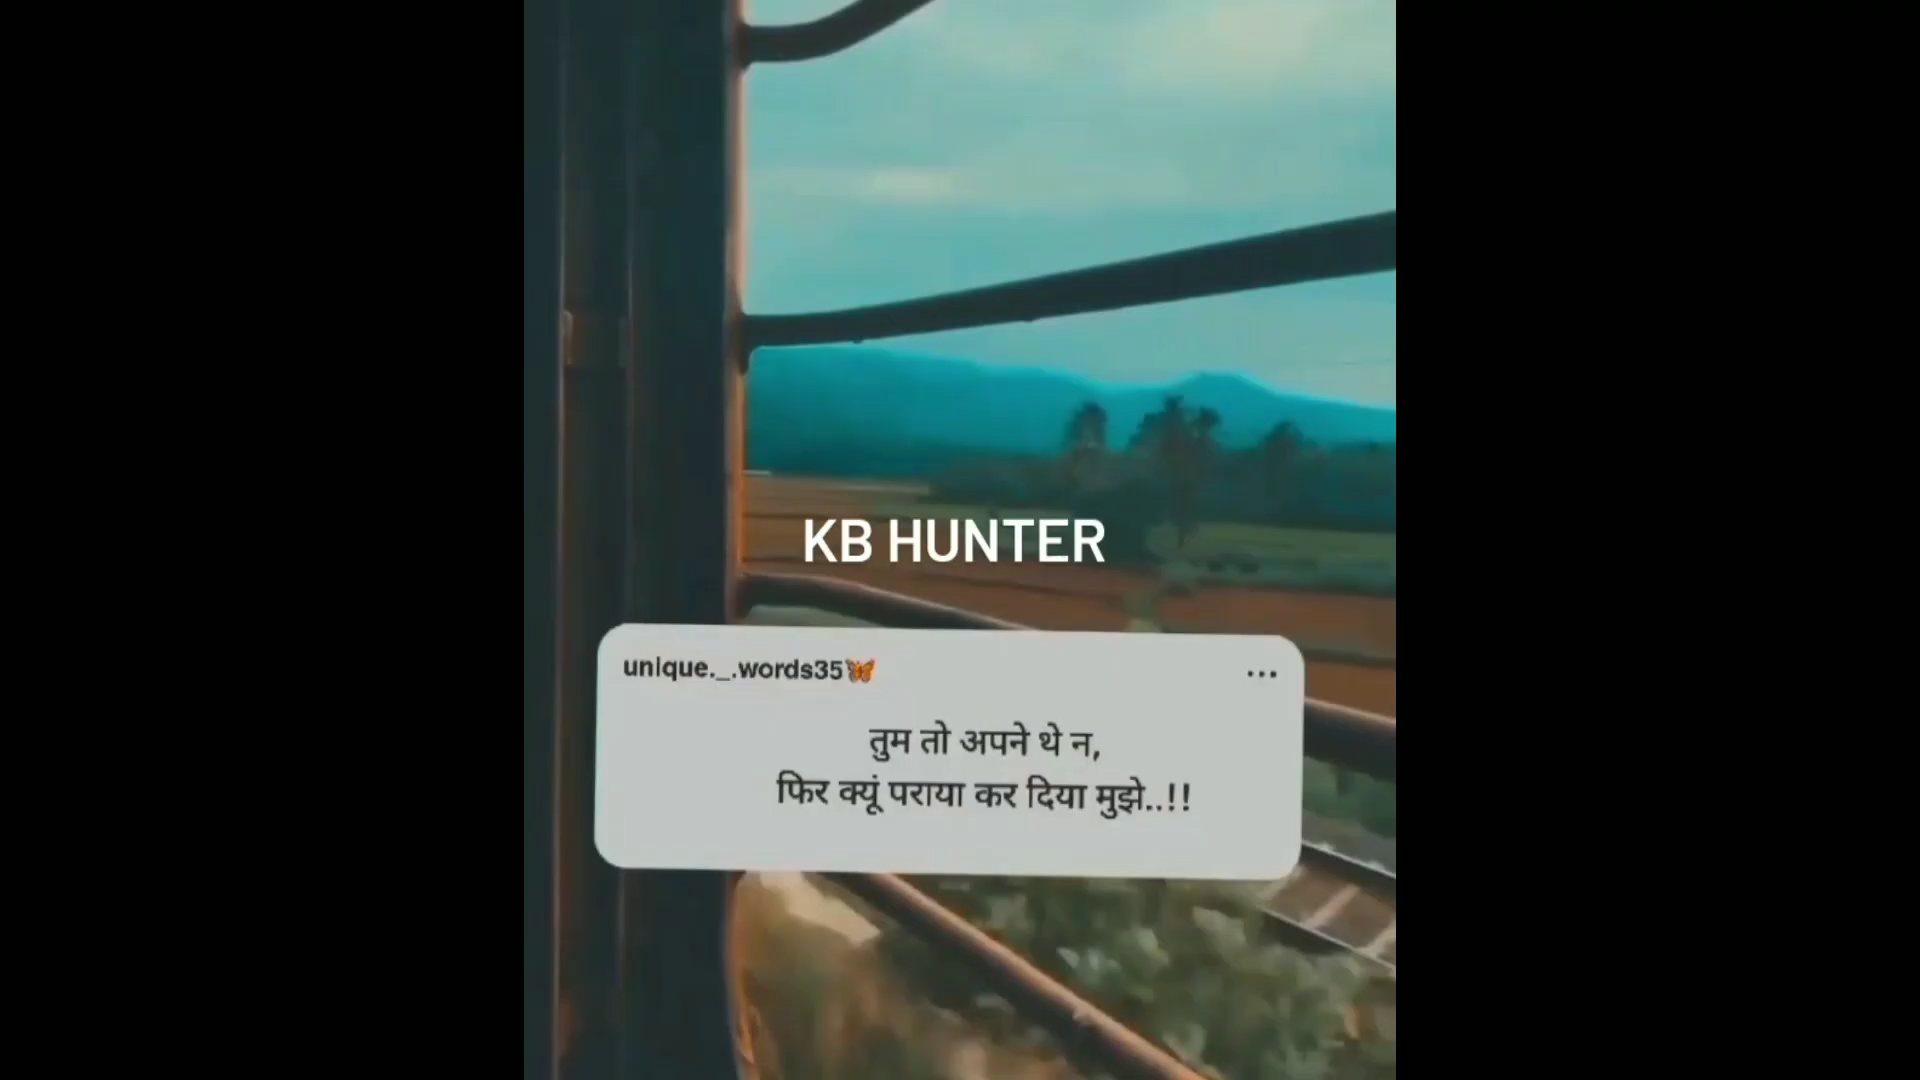 KB HUNTER
unique._.words35🦋 ...
तुम तो अपने थे न,
फिर क्यूं पराया कर दिया मुझे..!!